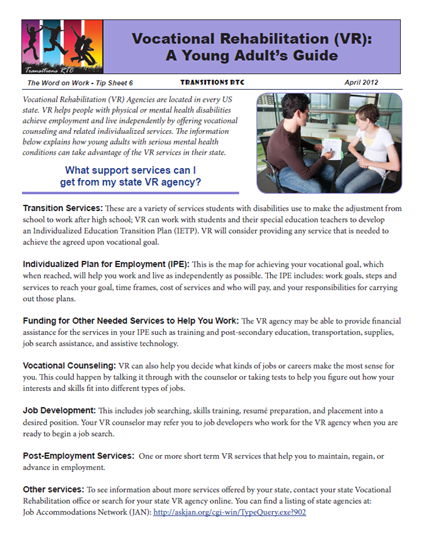 Transitions RTC
Vocational Rehabilitation (VR):
A Young Adult's Guide
The Word on Work - Tip Sheet 6
TRANSITIONS RTC
April 2012
Vocational Rehabilitation (VR) Agencies are located in every US
state. VR helps people with physical or mental health disabilities
achieve employment and live independently by offering vocational
counseling and related individualized services. The information
below explains how young adults with serious mental health
conditions can take advantage of the VR services in their state.
What support services can I
get from my state VR agency?
Transition Services: These are a variety of services students with disabilities use to make the adjustment from
school to work after high school; VR can work with students and their special education teachers to develop
an Individualized Education Transition Plan (IETP). VR will consider providing any service that is needed to
achieve the agreed upon vocational goal.
Individualized Plan for Employment (IPE): This is the map for achieving your vocational goal, which
when reached, will help you work and live as independently as possible. The IPE includes: work goals, steps and
services to reach your goal, time frames, cost of services and who will pay, and your responsibilities for carrying
out those plans.
Funding for Other Needed Services to Help You Work: The VR agency may be able to provide financial
assistance for the services in your IPE such as training and post-secondary education, transportation, supplies,
job search assistance, and assistive technology.
Vocational Counseling: VR can also help you decide what kinds of jobs or careers make the most sense for
you. This could happen by talking it through with the counselor or taking tests to help you figure out how your
interests and skills fit into different types of jobs.
Job Development: This includes job searching, skills training, resumé preparation, and placement into a
desired position. Your VR counselor may refer you to job developers who work for the VR agency when you are
ready to begin a job search.
Post-Employment Services: One or more short term VR services that help you to maintain, regain, or
advance in employment.
Other services: To see information about more services offered by your state, contact your state Vocational
Rehabilitation office or search for your state VR agency online. You can find a listing of state agencies at:
Job Accommodations Network (JAN): http://askjan.org/cgi-win/TypeQuery.exe?902